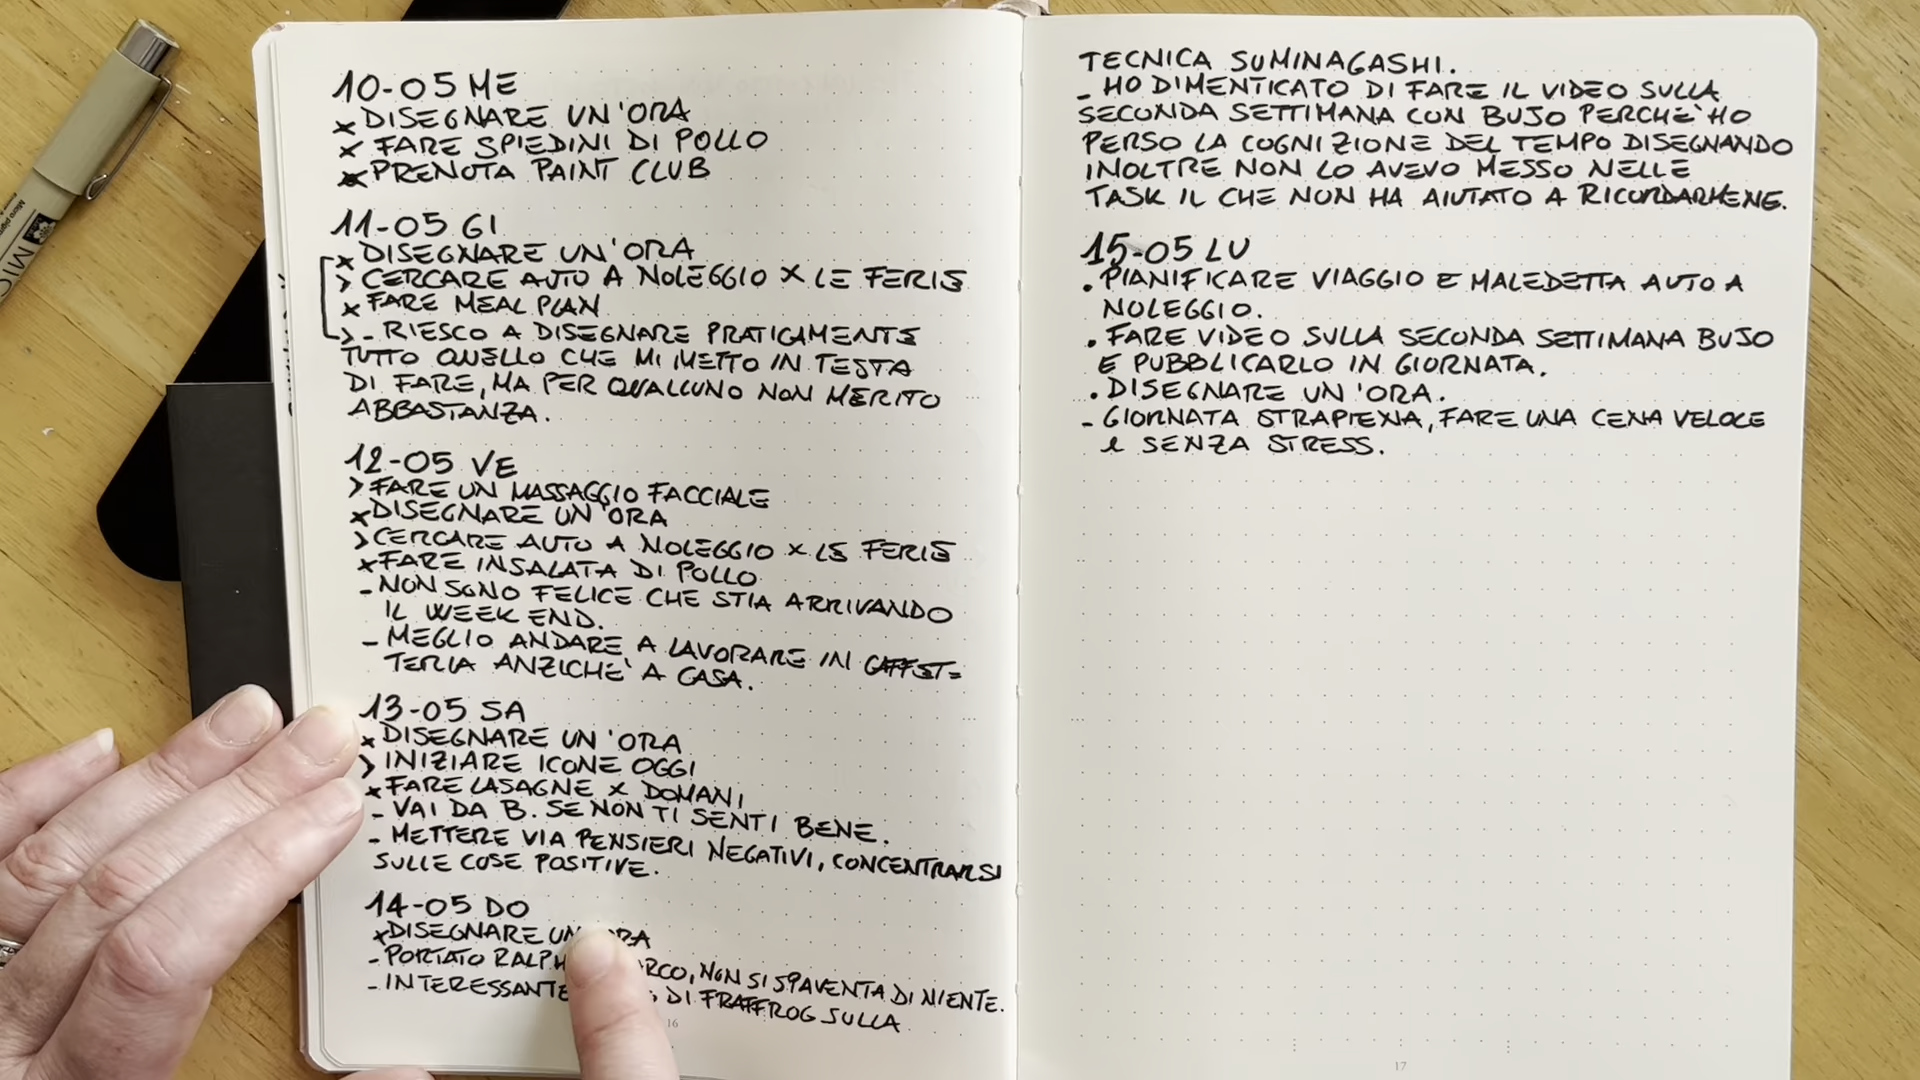 10-05 ME
x DISEGNARE UN'ORA
x FARE SPIEDINI DI POLLO
x PRENOTA PAINT CLUB
11-05 GI
x DISEGNARE UN'ORA
> CERCARE AUTO A NOLEGGIO X LE FERIE
x FARE MEAL PLAN
> - RIESCO A DISEGNARE PRATICAMENTE
TUTTO QUELLO CHE MI METTO IN TESTA
DI FARE, MA PER QUALCUNO NON MERITO
ABBASTANZA.
12-05 VE
> FARE UN MASSAGGIO FACCIALE
x DISEGNARE UN'ORA
> CERCARE AUTO A NOLEGGIO X LE FERIE
x FARE INSALATA DI POLLO
- NON SONO FELICE CHE STIA ARRIVANDO
IL WEEK END.
- MEGLIO ANDARE A LAVORARE IN CAFFET=
TERIA ANZICHE' A CASA.
13-05 SA
x DISEGNARE UN'ORA
> INIZIARE ICONE OGGI
x FARE LASAGNE X DOMANI
- VAI DA B. SE NON TI SENTI BENE.
- METTERE VIA PENSIERI NEGATIVI, CONCENTRARSI
SULLE COSE POSITIVE.
14-05 DO
x DISEGNARE UN'ORA
- PORTATO RALPH ARCO, NON SI SPAVENTA DI NIENTE.
- INTERESSANTE DI FRAFFROG SULLA
16
TECNICA SUMINAGASHI.
- HO DIMENTICATO DI FARE IL VIDEO SULLA
SECONDA SETTIMANA CON BUJO PERCHE' HO
PERSO LA COGNIZIONE DEL TEMPO DISEGNANDO
INOLTRE NON LO AVEVO MESSO NELLE
TASK IL CHE NON HA AIUTATO A RICORDARMENE.
15-05 LU
• PIANIFICARE VIAGGIO E MALEDETTA AUTO A
NOLEGGIO.
• FARE VIDEO SULLA SECONDA SETTIMANA BUJO
E PUBBLICARLO IN GIORNATA.
• DISEGNARE UN'ORA.
- GIORNATA STRAPIENA, FARE UNA CENA VELOCE
e SENZA STRESS.
17